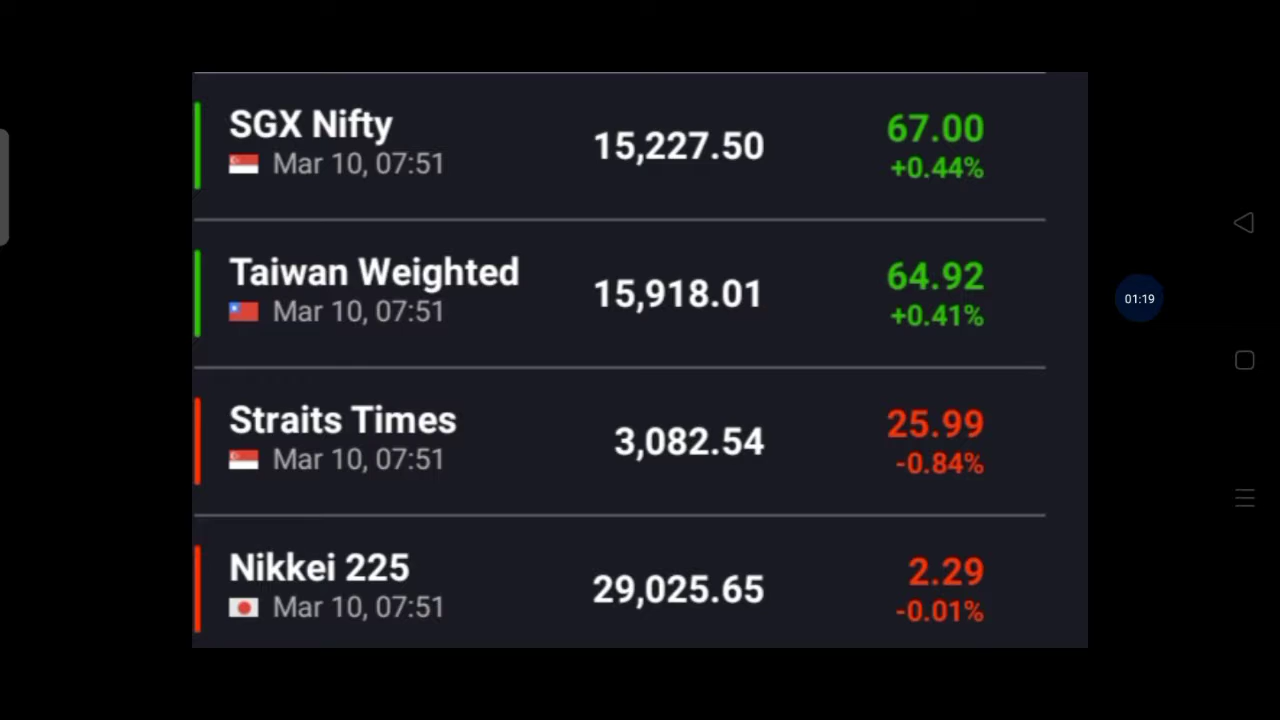 SGX Nifty
Mar 10, 07:51
15,227.50
67.00
+0.44%
Taiwan Weighted
Mar 10, 07:51
15,918.01
64.92
+0.41%
01:19
Straits Times
Mar 10, 07:51
3,082.54
25.99
-0.84%
Nikkei 225
Mar 10, 07:51
29,025.65
2.29
-0.01%